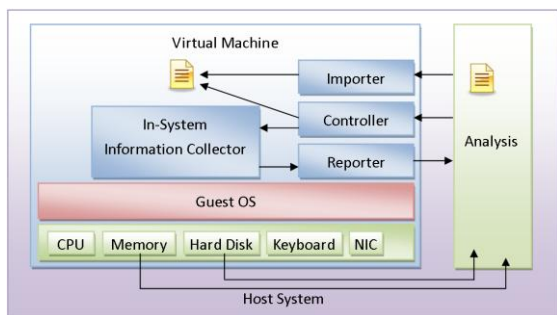 Virtual Machine
Importer
Controller
In-System
Information Collector
Reporter
Analysis
Guest OS
CPU
Memory
Hard Disk
Keyboard
NIC
Host System